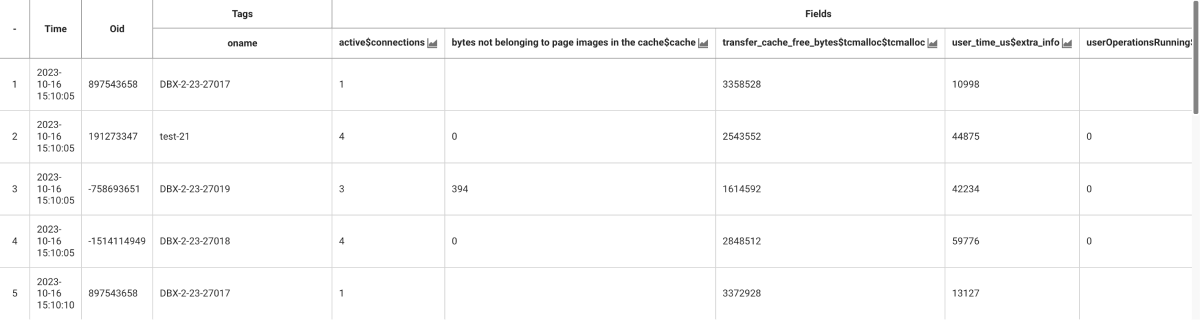 Tags
Fields
- Time Oid
oname active$connections bytes not belonging to page images in the cache$cache transfer_cache_free_bytes$tcmalloc$tcmalloc user_time_us$extra_info userOperationsRunning$
2023-
1 10-16 897543658 DBX-2-23-27017 1 3358528 10998
15:10:05
2023-
2 10-16 191273347 test-21 4 0 2543552 44875 0
15:10:05
2023-
3 10-16 -758693651 DBX-2-23-27019 3 394 1614592 42234 0
15:10:05
2023-
4 10-16 -1514114949 DBX-2-23-27018 4 0 2848512 59776 0
15:10:05
2023-
5 10-16 897543658 DBX-2-23-27017 1 3372928 13127
15:10:10